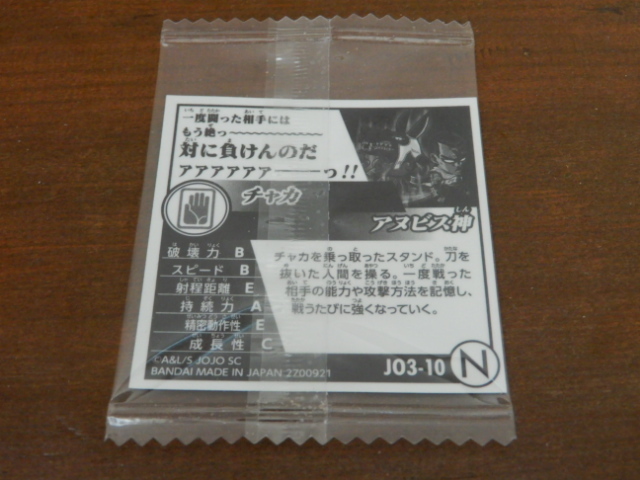 一度闘った相手には
もう絶っ～～～～～～～～～
対に負けんのだ
アアアアアア――っ!!
チャカ
アヌビス神
破壊力 B
スピード B
射程距離 E
持続力 A
精密動作性 E
成長性 C
チャカを乗っ取ったスタンド。刀を
抜いた人間を操る。一度戦った
相手の能力や攻撃方法を記憶し、
戦うたびに強くなっていく。
©A&L/S JOJO SC
BANDAI MADE IN JAPAN 2700921
JO3-10
N